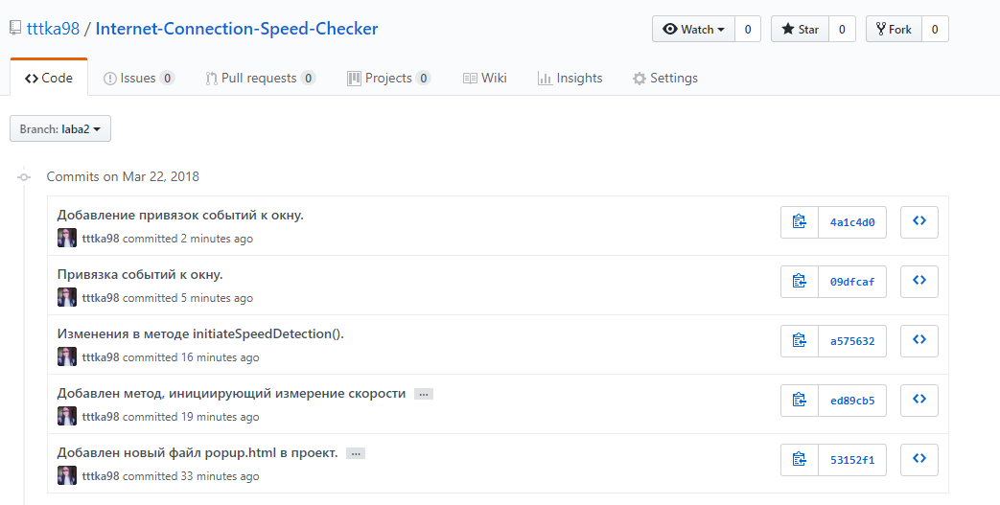 tttka98 / Internet-Connection-Speed-Checker Watch 0 Star 0 Fork 0
Code Issues 0 Pull requests 0 Projects 0 Wiki Insights Settings
Branch: laba2
Commits on Mar 22, 2018
Добавление привязок событий к окну.
tttka98 committed 2 minutes ago 4a1c4d0
Привязка событий к окну.
tttka98 committed 5 minutes ago 09dfcaf
Изменения в методе initiateSpeedDetection().
tttka98 committed 16 minutes ago a575632
Добавлен метод, инициирующий измерение скорости ...
tttka98 committed 19 minutes ago ed89cb5
Добавлен новый файл popup.html в проект. ...
tttka98 committed 33 minutes ago 53152f1